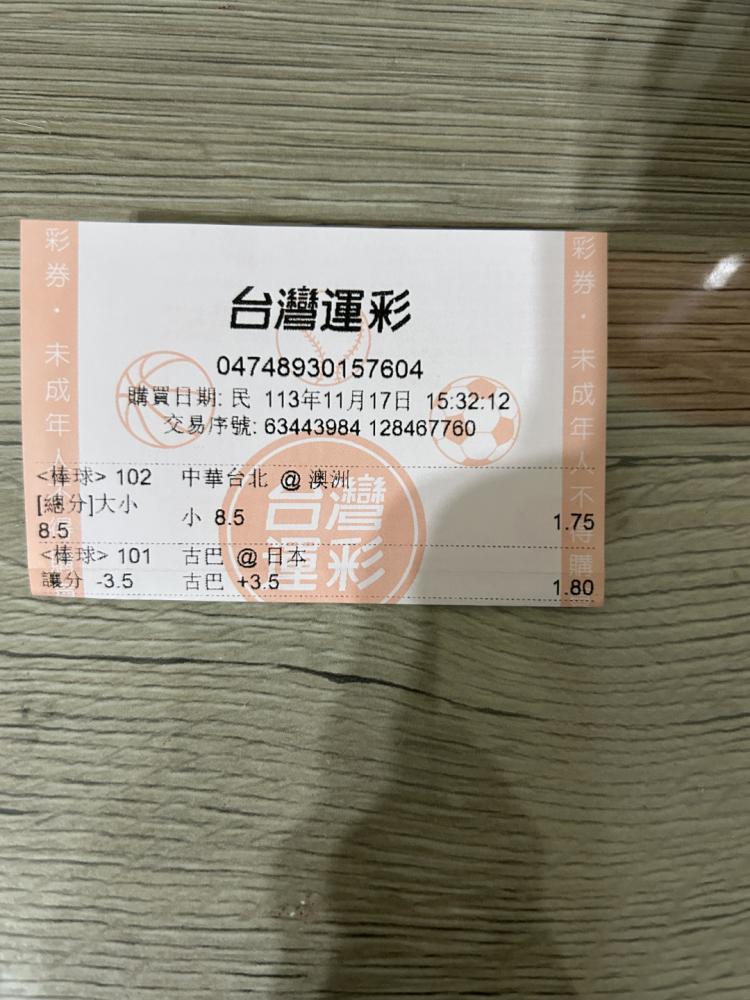 台灣運彩
04748930157604
購買日期: 民 113年11月17日 15:32:12
交易序號: 63443984 128467760
<棒球> 102 中華台北 @ 澳洲
[總分]大小
8.5 小 8.5 1.75
<棒球> 101 古巴 @ 日本
讓分 -3.5 古巴 +3.5 1.80
台灣
運彩
彩券・未成年人
彩券・未成年人不得購